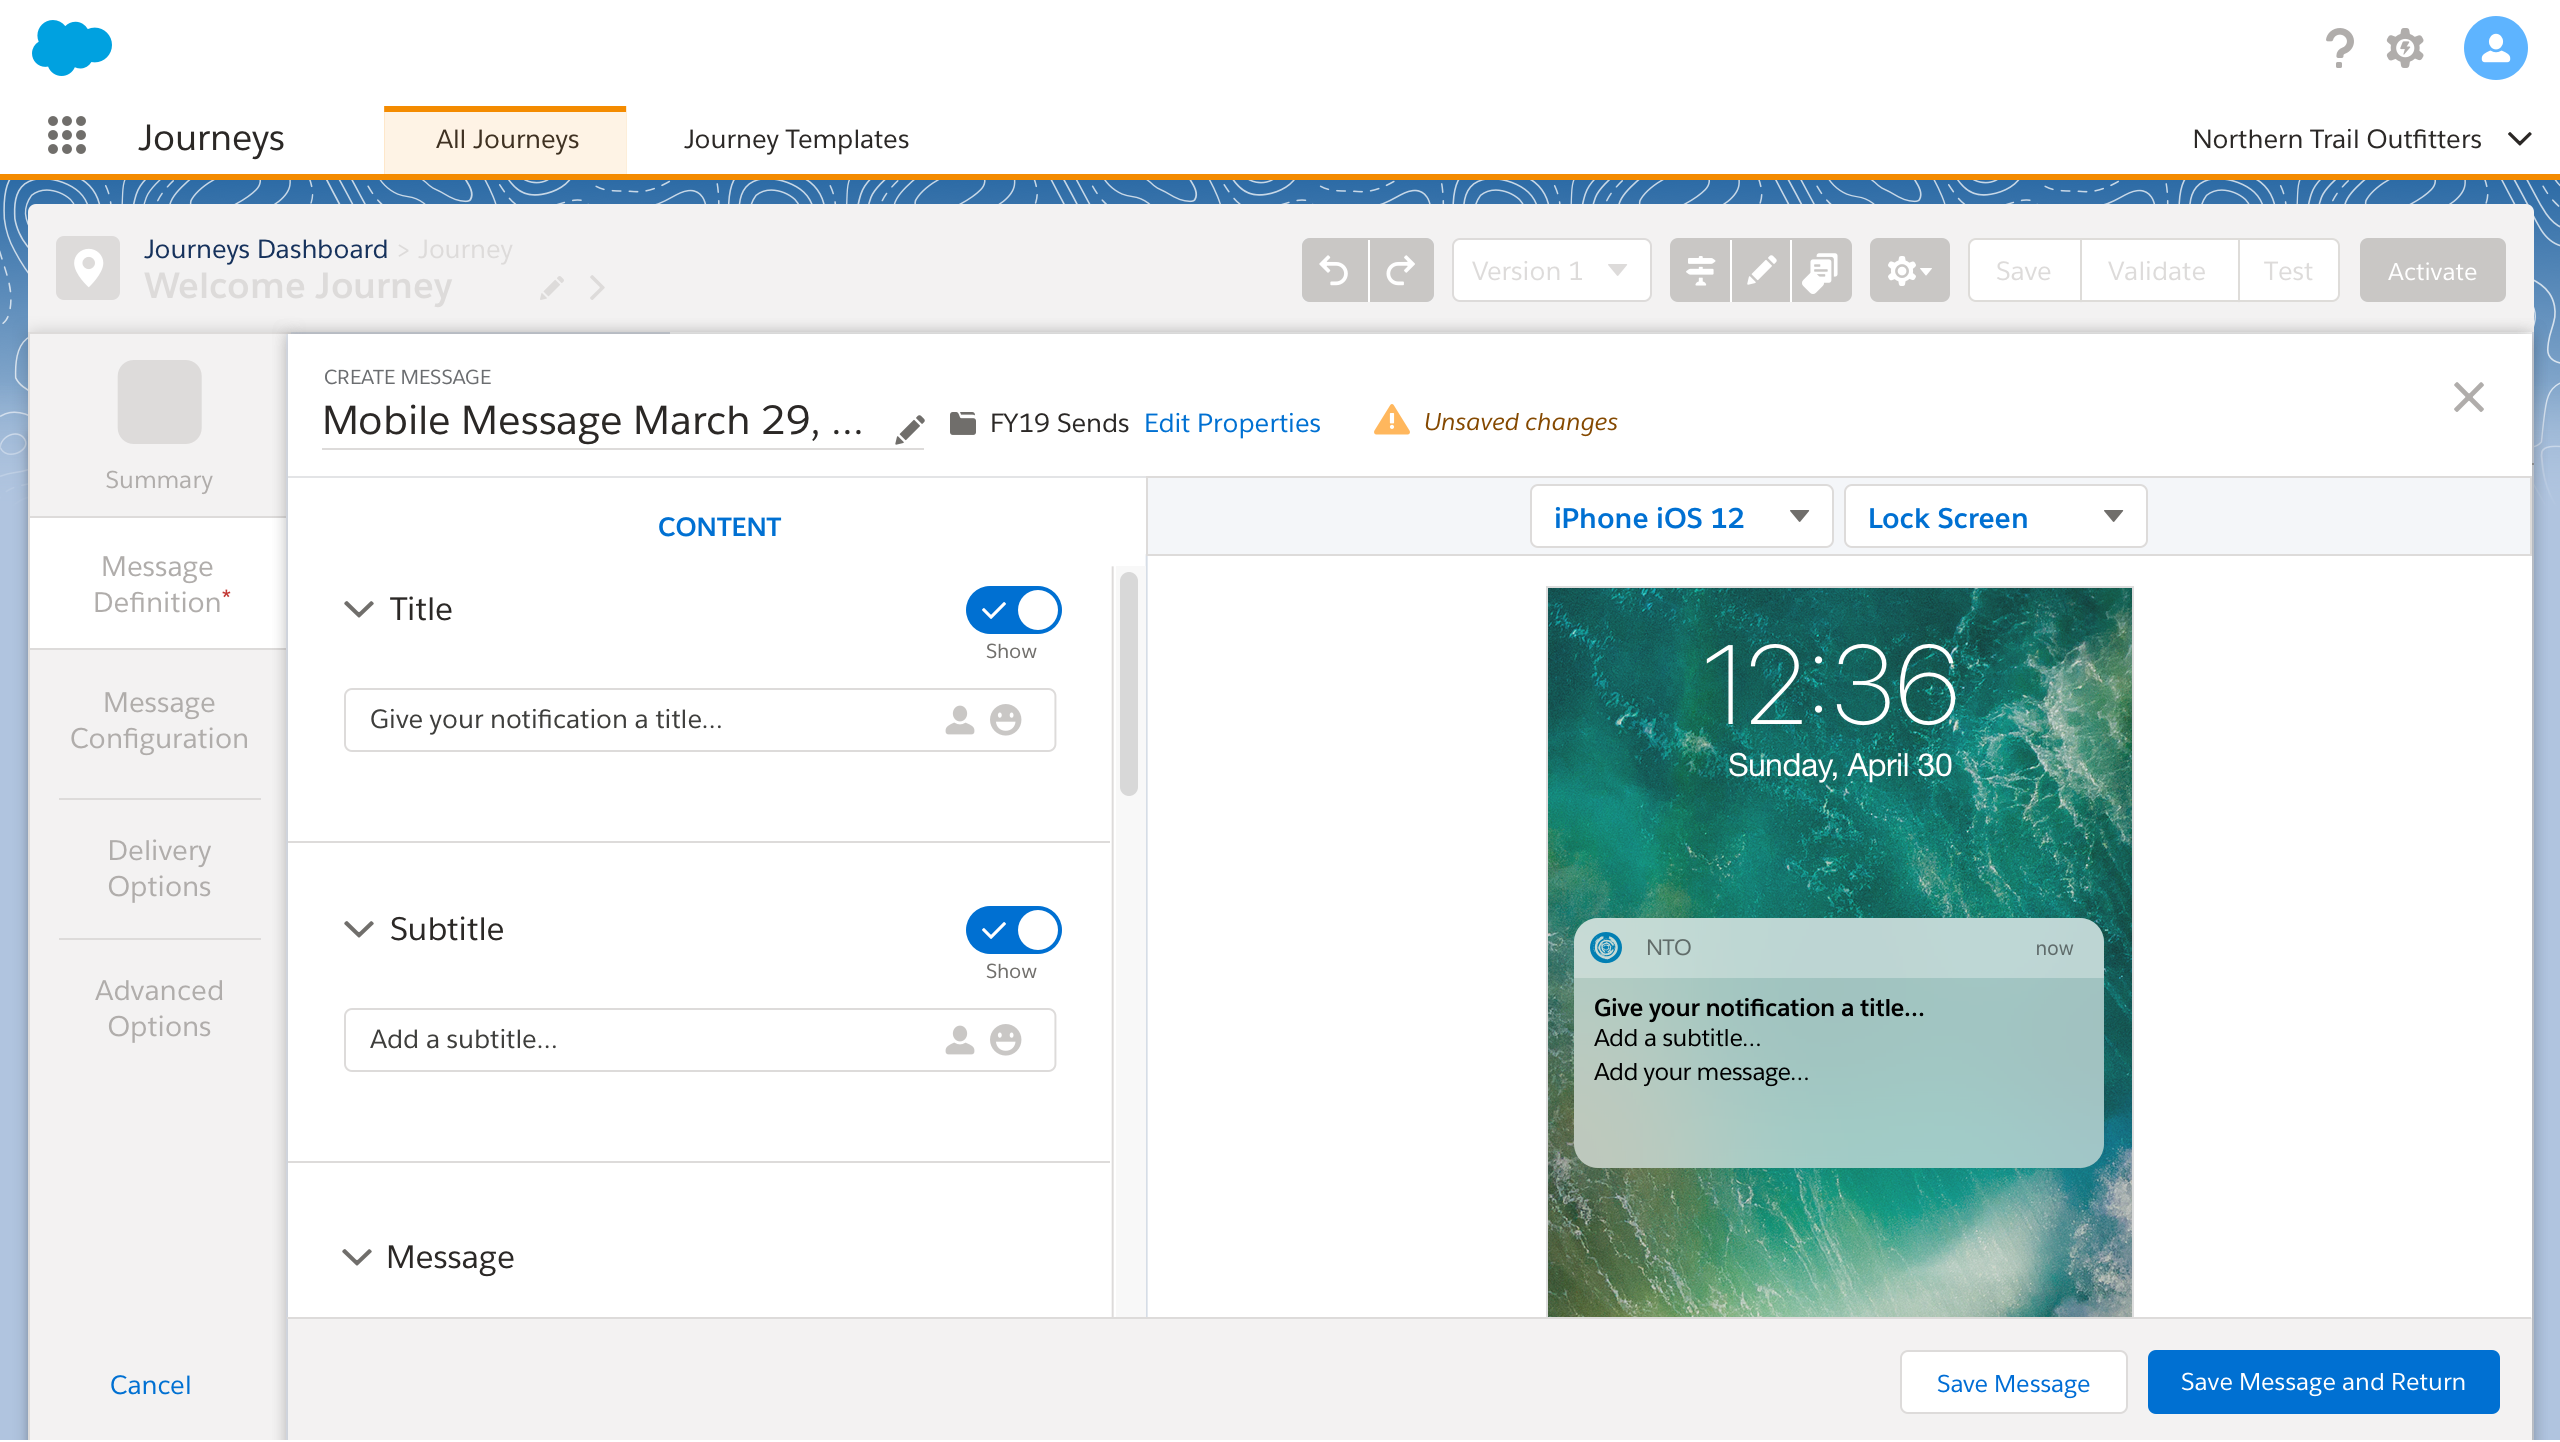 Journeys
All Journeys
Journey Templates
Northern Trail Outfitters
Journeys Dashboard > Journey
Welcome Journey
Version 1
Save
Validate
Test
Activate
Summary
Message
Definition*
Message
Configuration
Delivery
Options
Advanced
Options
Cancel
CREATE MESSAGE
Mobile Message March 29, ...
FY19 Sends
Edit Properties
Unsaved changes
CONTENT
Title
Show
Give your notification a title...
Subtitle
Show
Add a subtitle...
Message
iPhone iOS 12
Lock Screen
12:36
Sunday, April 30
NTO
now
Give your notification a title...
Add a subtitle...
Add your message...
Save Message
Save Message and Return